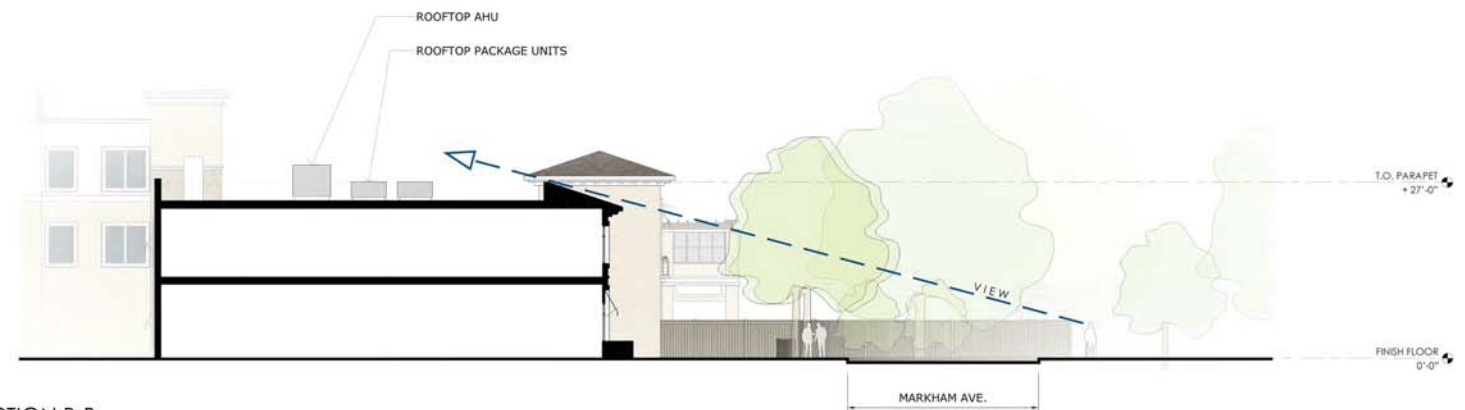 ROOFTOP AHU
ROOFTOP PACKAGE UNITS
T.O. PARAPET
+ 27'-0"
VIEW
FINISH FLOOR
0'-0"
MARKHAM AVE.